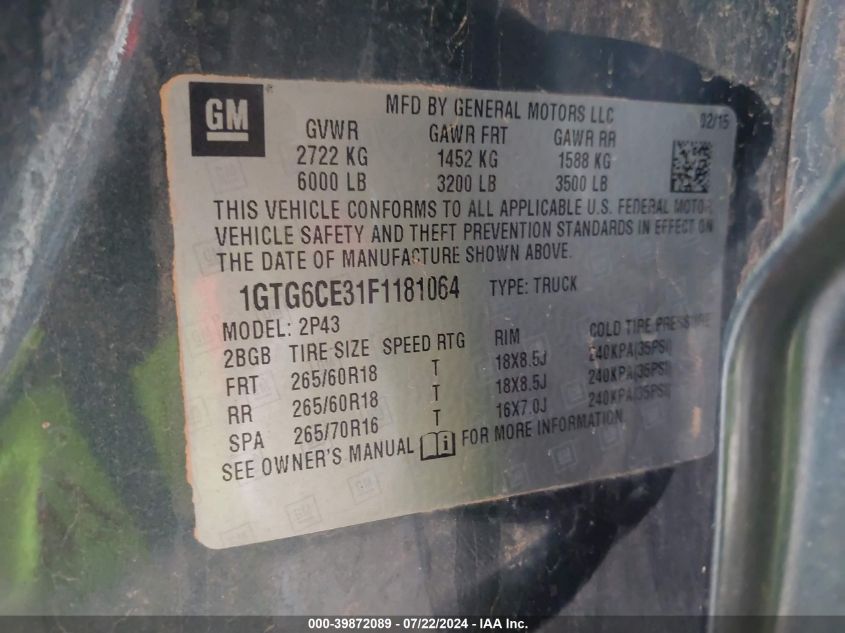 GM
MFD BY GENERAL MOTORS LLC 02/15
GVWR GAWR FRT GAWR RR
2722 KG 1452 KG 1588 KG
6000 LB 3200 LB 3500 LB
THIS VEHICLE CONFORMS TO ALL APPLICABLE U.S. FEDERAL MOTOR
VEHICLE SAFETY AND THEFT PREVENTION STANDARDS IN EFFECT ON
THE DATE OF MANUFACTURE SHOWN ABOVE.
1GTG6CE31F1181064 TYPE: TRUCK
MODEL: 2P43
2BGB TIRE SIZE SPEED RTG RIM COLD TIRE PRESSURE
FRT 265/60R18 T 18X8.5J 240KPA(35PSI)
RR 265/60R18 T 18X8.5J 240KPA(35PSI)
SPA 265/70R16 T 16X7.0J 240KPA(35PSI)
SEE OWNER'S MANUAL i FOR MORE INFORMATION
000-39872089 - 07/22/2024 - IAA Inc.